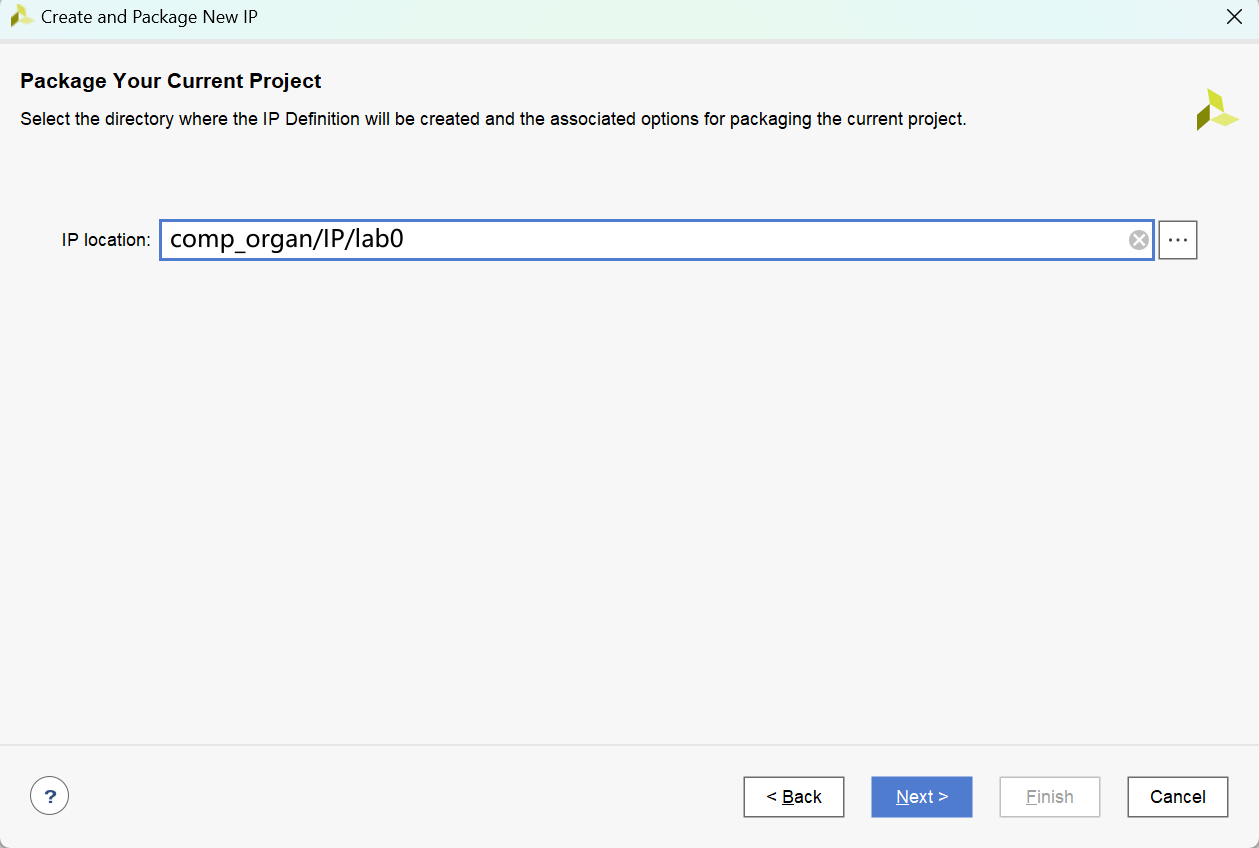 Create and Package New IP
Package Your Current Project
Select the directory where the IP Definition will be created and the associated options for packaging the current project.
IP location: comp_organ/IP/lab0 ...
? < Back Next > Finish Cancel